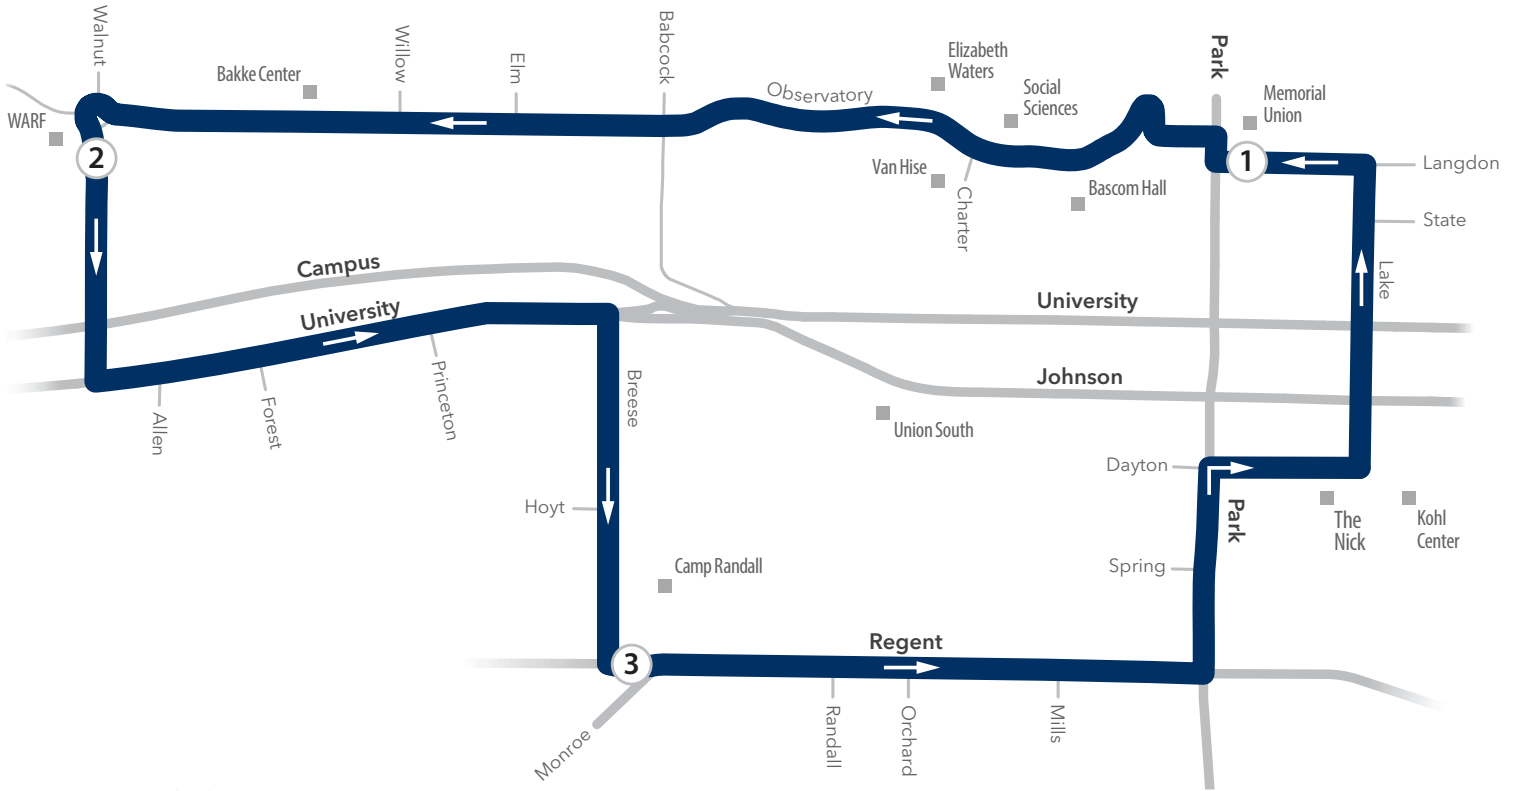 Walnut
Willow
Elm
Babcock
Park
Bakke Center
WARF
Observatory
Elizabeth
Waters
Social
Sciences
Memorial
Union
2
1
Langdon
Van Hise
Charter
Bascom Hall
State
Lake
Campus
University
University
Johnson
Princeton
Breese
Forest
Allen
Union South
Dayton
Park
Hoyt
The
Nick
Kohl
Center
Camp Randall
Spring
3
Regent
Monroe
Randall
Orchard
Mills